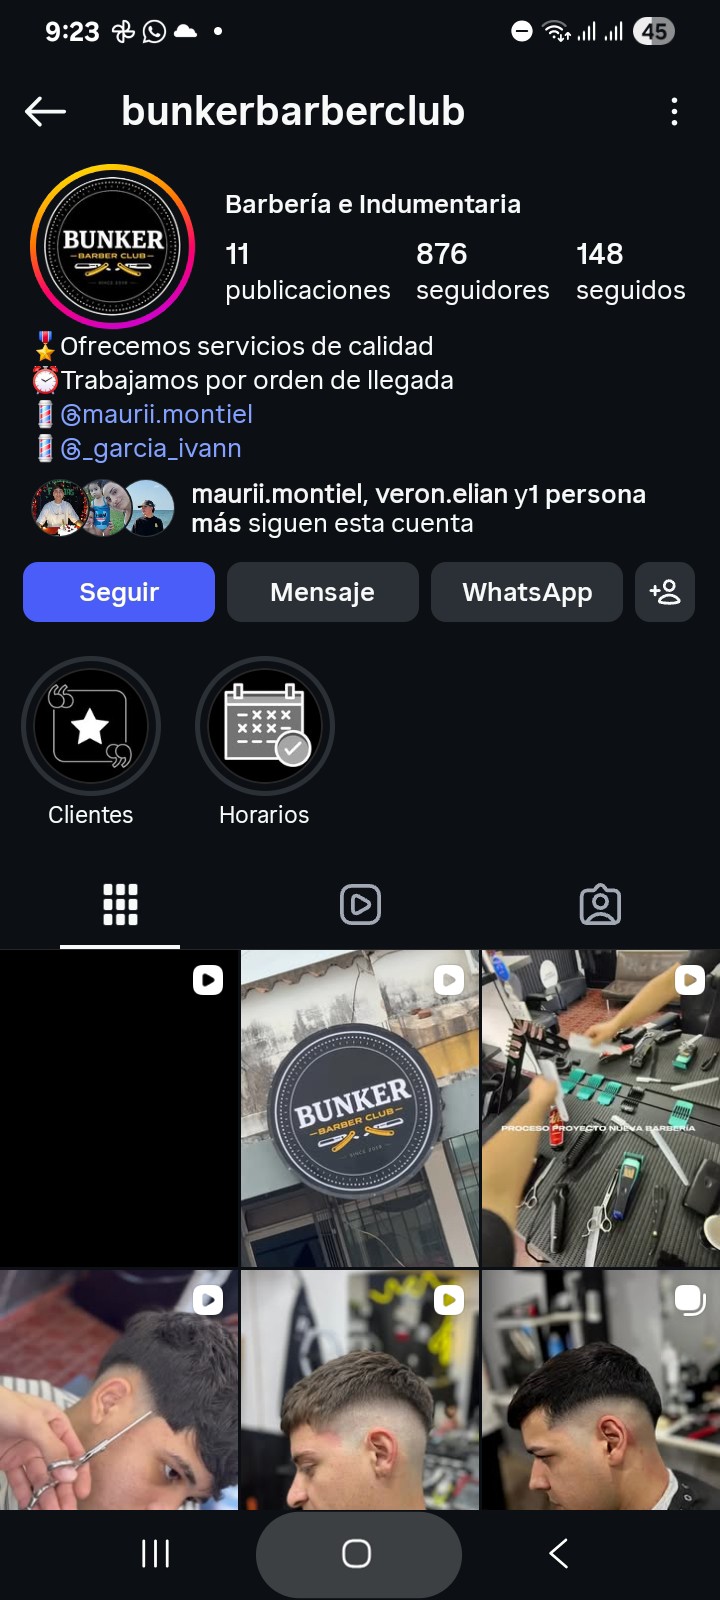 9:23
45
bunkerbarberclub
BUNKER
BARBER CLUB
Barbería e Indumentaria
11 876 148
publicaciones seguidores seguidos
🎖️Ofrecemos servicios de calidad
⏰Trabajamos por orden de llegada
💈@maurii.montiel
💈@_garcia_ivann
maurii.montiel, veron.elian y1 persona
más siguen esta cuenta
Seguir Mensaje WhatsApp
Clientes Horarios
BUNKER
BARBER CLUB
PROCESO PROYECTO NUEVA BARBERÍA